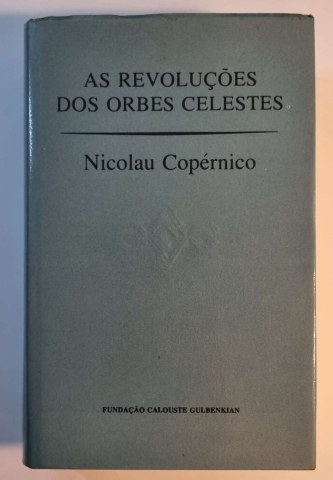 AS REVOLUÇÕES
DOS ORBES CELESTES
Nicolau Copérnico
FUNDAÇÃO CALOUSTE GULBENKIAN